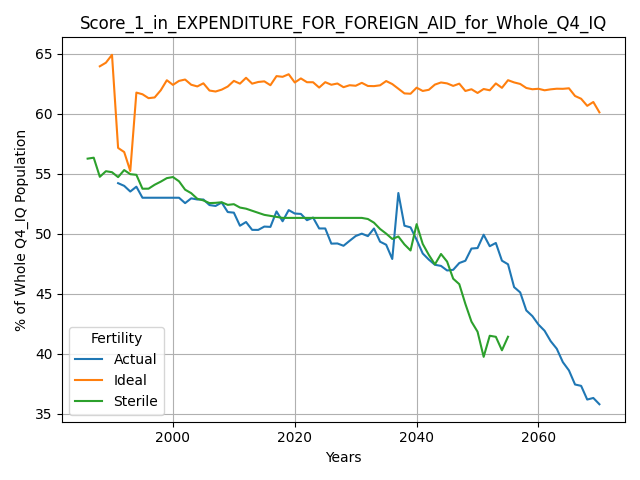 Score_1_in_EXPENDITURE_FOR_FOREIGN_AID_for_Whole_Q4_IQ
% of Whole Q4_IQ Population
65
60
55
50
45
40
35
Fertility
Actual
Ideal
Sterile
2000 2020 2040 2060
Years